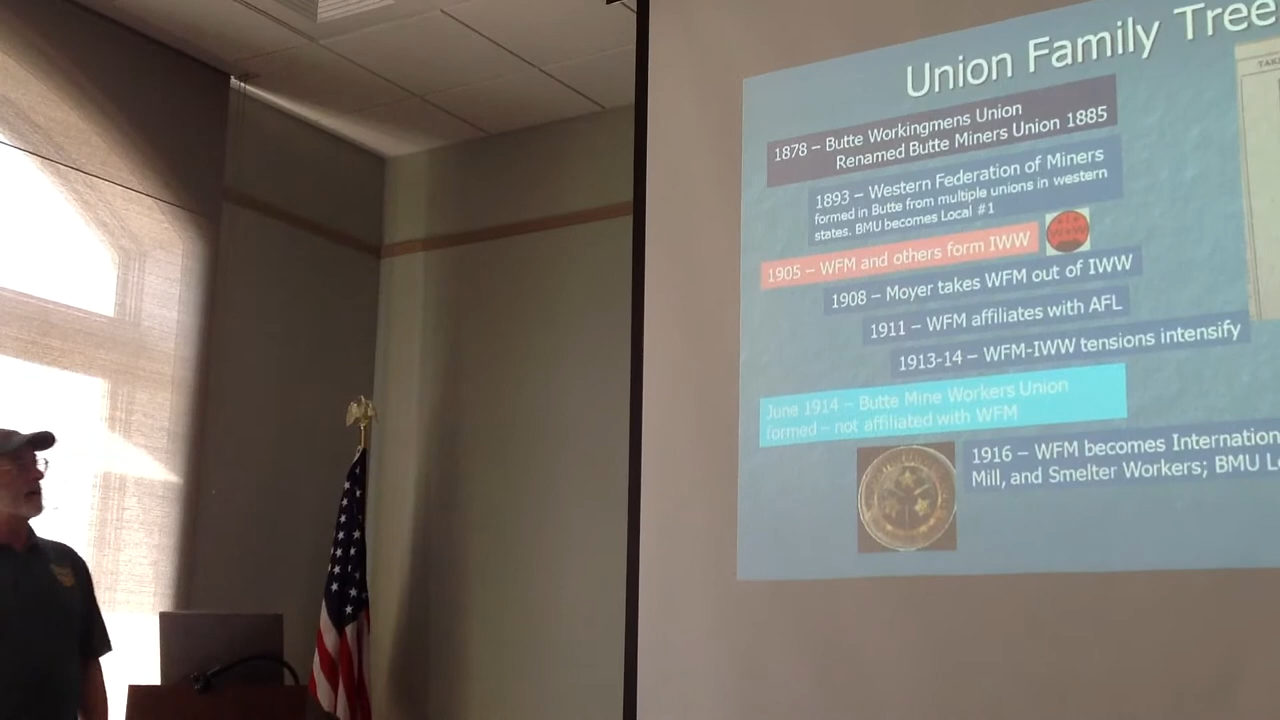 Union Family Tree
1878 – Butte Workingmens Union
Renamed Butte Miners Union 1885
1893 – Western Federation of Miners
formed in Butte from multiple unions in western
states. BMU becomes Local #1
1905 – WFM and others form IWW
1908 – Moyer takes WFM out of IWW
1911 – WFM affiliates with AFL
1913-14 – WFM-IWW tensions intensify
June 1914 – Butte Mine Workers Union
formed – not affiliated with WFM
1916 – WFM becomes Internation
Mill, and Smelter Workers; BMU L